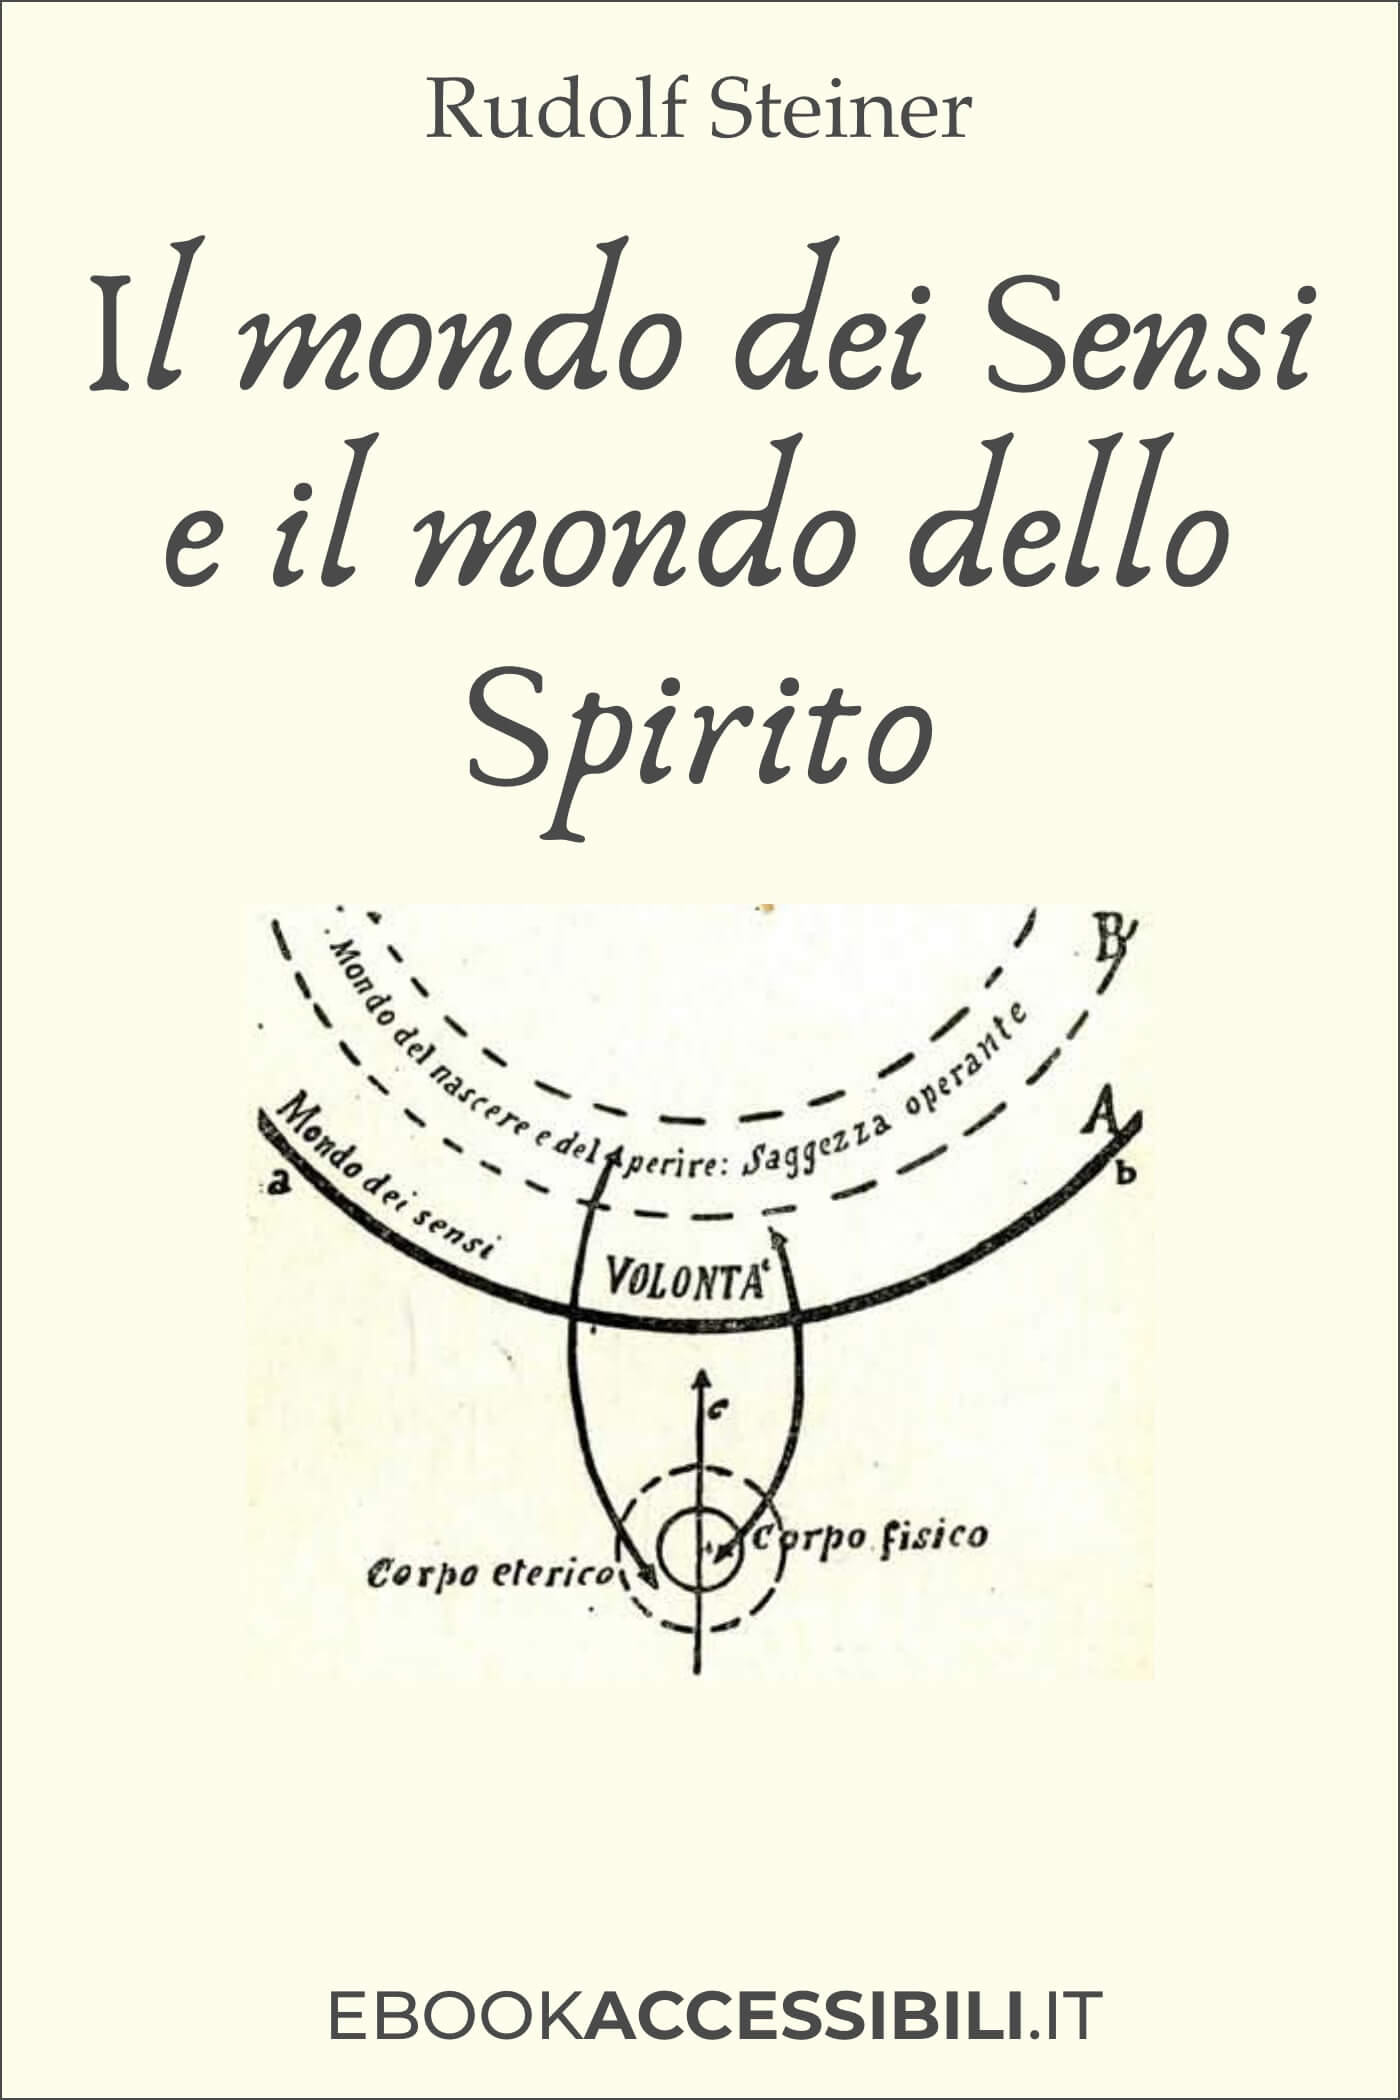 Rudolf Steiner
Il mondo dei Sensi
e il mondo dello
Spirito
B'
Mondo del nascere e del Aperire: Saggezza operante
A
Mondo dei sensi
a
b
VOLONTA'
c
Corpo fisico
Corpo eterico
EBOOKACCESSIBILI.IT